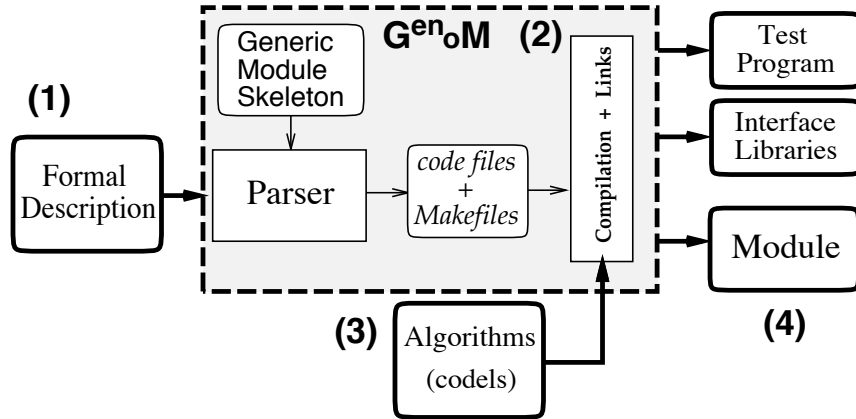 GenoM (2)
Generic
Module
Skeleton
Test
Program
(1)
Formal
Description
Parser
code files
+
Makefiles
Compilation + Links
Interface
Libraries
Module
(3)
Algorithms
(codels)
(4)